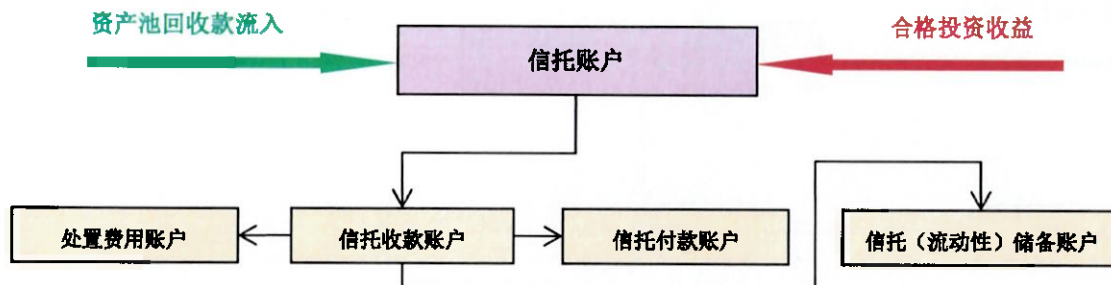 资产池回收款流入
合格投资收益
信托账户
处置费用账户
信托收款账户
信托付款账户
信托（流动性）储备账户